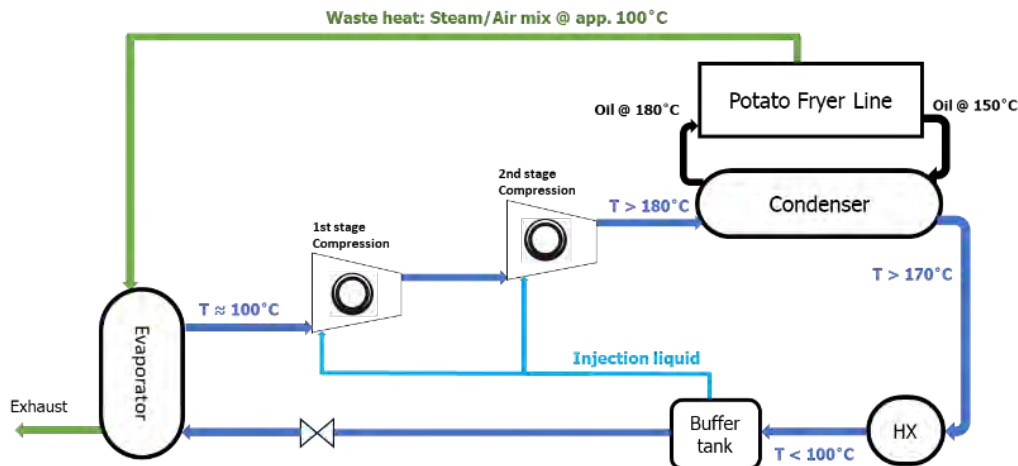 Waste heat: Steam/Air mix @ app. 100°C
Potato Fryer Line
Oil @ 180°C
Oil @ 150°C
2nd stage
Compression
Condenser
T > 180°C
1st stage
Compression
T > 170°C
T ≈ 100°C
Evaporator
Injection liquid
Exhaust
Buffer
tank
HX
T < 100°C